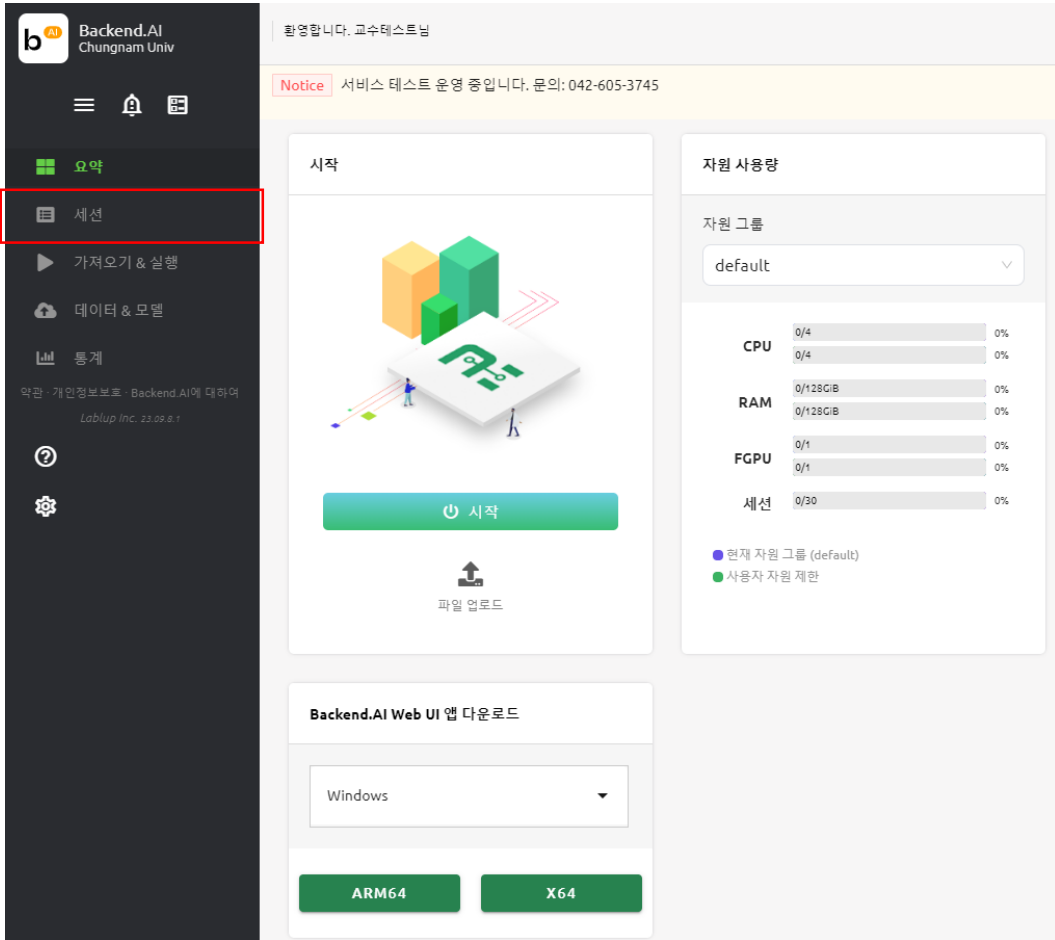 Backend.AI
Chungnam Univ
요약
세션
가져오기 & 실행
데이터 & 모델
통계
약관 · 개인정보보호 · Backend.AI에 대하여
Lablup Inc. 23.09.8.1
환영합니다. 교수테스트님
Notice 서비스 테스트 운영 중입니다. 문의: 042-605-3745
시작
시작
파일 업로드
자원 사용량
자원 그룹
default
CPU
0/4 0%
0/4 0%
RAM
0/128GiB 0%
0/128GiB 0%
FGPU
0/1 0%
0/1 0%
세션 0/30 0%
현재 자원 그룹 (default)
사용자 자원 제한
Backend.AI Web UI 앱 다운로드
Windows
ARM64 X64